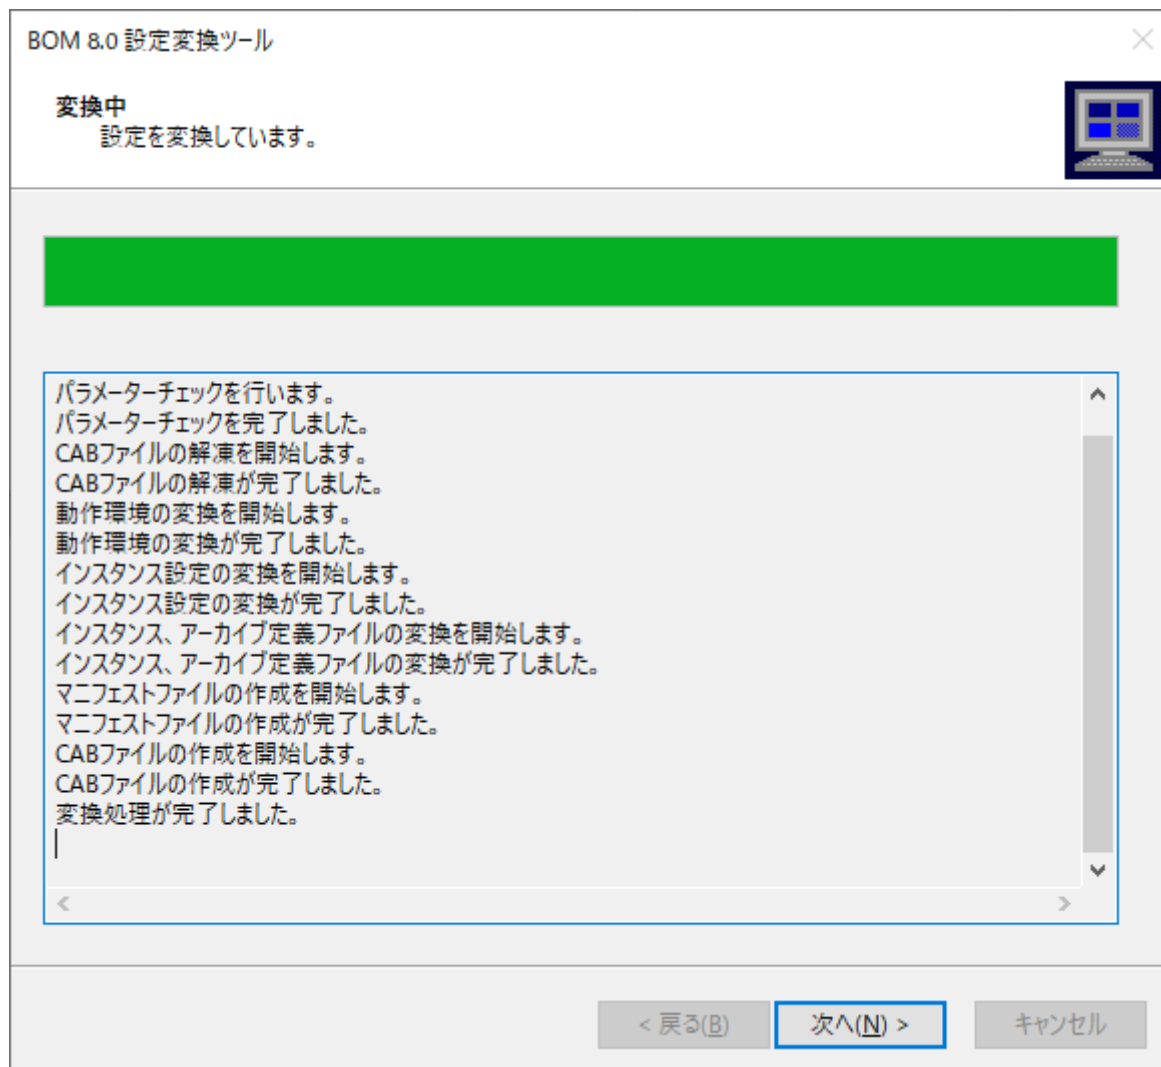 BOM 8.0 設定変換ツール
変換中
設定を変換しています。
パラメーターチェックを行います。
パラメーターチェックを完了しました。
CABファイルの解凍を開始します。
CABファイルの解凍が完了しました。
動作環境の変換を開始します。
動作環境の変換が完了しました。
インスタンス設定の変換を開始します。
インスタンス設定の変換が完了しました。
インスタンス、アーカイブ定義ファイルの変換を開始します。
インスタンス、アーカイブ定義ファイルの変換が完了しました。
マニフェストファイルの作成を開始します。
マニフェストファイルの作成が完了しました。
CABファイルの作成を開始します。
CABファイルの作成が完了しました。
変換処理が完了しました。
< 戻る(B)
次へ(N) >
キャンセル